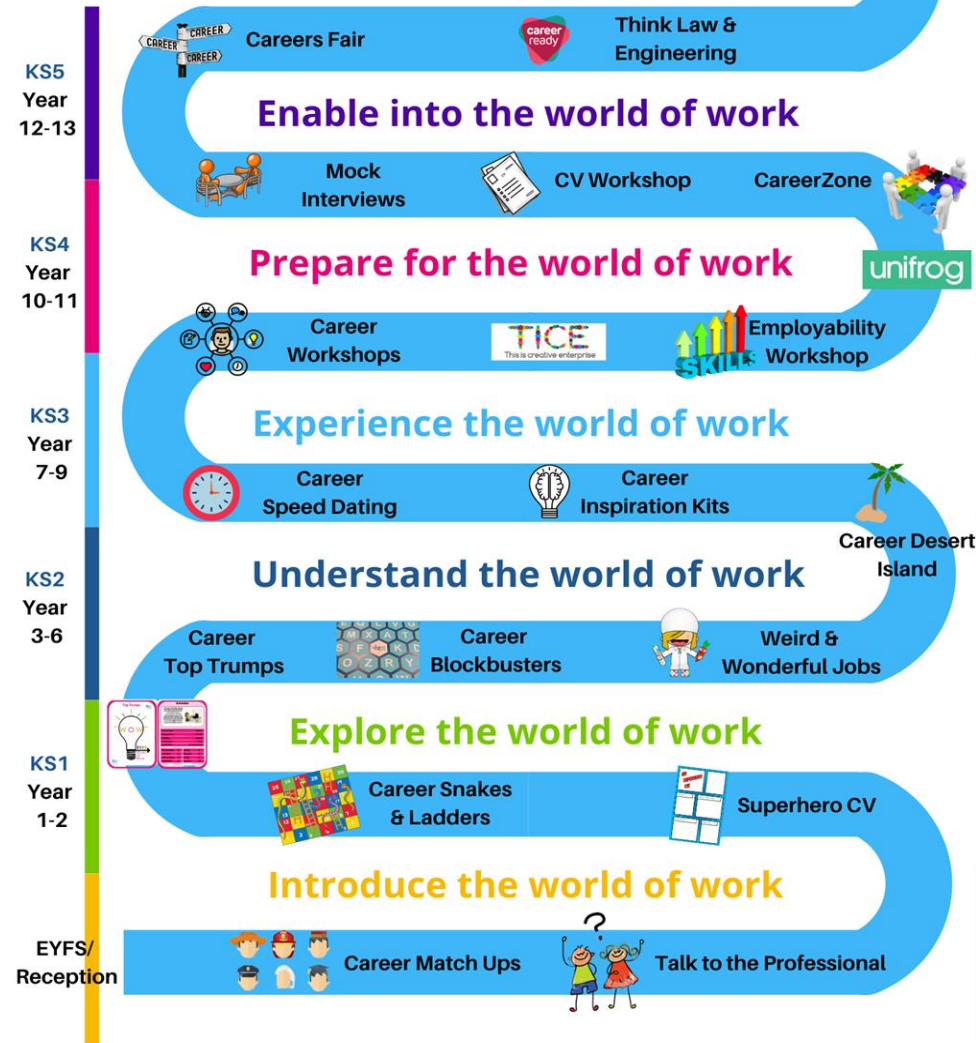 CAREER
CAREER
CAREER
Careers Fair
career
ready
Think Law &
Engineering
KS5
Year
12-13
Enable into the world of work
Mock
Interviews
CV Workshop
CareerZone
KS4
Year
10-11
Prepare for the world of work
unifrog
Career
Workshops
TICE
This is creative enterprise
SKILLS
Employability
Workshop
KS3
Year
7-9
Experience the world of work
Career
Speed Dating
Career
Inspiration Kits
Career Desert
Island
KS2
Year
3-6
Understand the world of work
Career
Top Trumps
Career
Blockbusters
Weird &
Wonderful Jobs
Top Trumps
WOW
KS1
Year
1-2
Explore the world of work
Career Snakes
& Ladders
Superhero CV
Introduce the world of work
EYFS/
Reception
Career Match Ups
?
Talk to the Professional